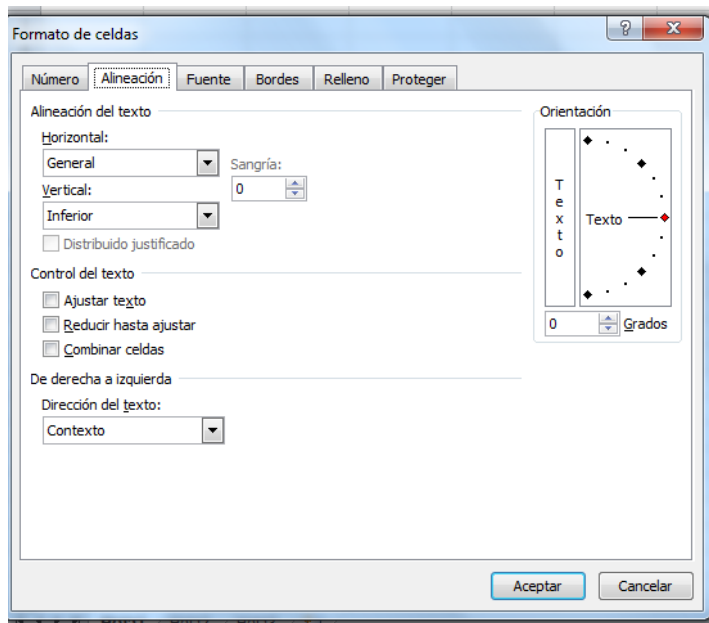 Formato de celdas
Número Alineación Fuente Bordes Relleno Proteger
Alineación del texto
Horizontal:
General
Sangría:
0
Vertical:
Inferior
Distribuido justificado
Control del texto
Ajustar texto
Reducir hasta ajustar
Combinar celdas
De derecha a izquierda
Dirección del texto:
Contexto
Orientación
Texto
Texto
0 Grados
Aceptar Cancelar